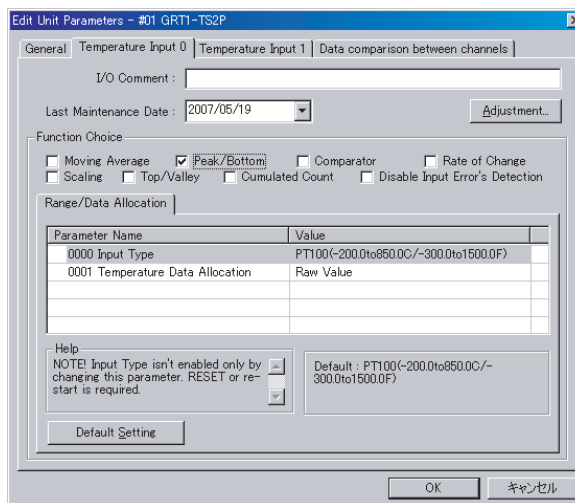 Edit Unit Parameters - #01 GRT1-TS2P
General Temperature Input 0 Temperature Input 1 Data comparison between channels
I/O Comment :
Last Maintenance Date : 2007/05/19 Adjustment...
Function Choice
Moving Average Peak/Bottom Comparator Rate of Change
Scaling Top/Valley Cumulated Count Disable Input Error's Detection
Range/Data Allocation
Parameter Name Value
0000 Input Type PT100(-200.0to850.0C/-300.0to1500.0F)
0001 Temperature Data Allocation Raw Value
Help
NOTE! Input Type isn't enabled only by
changing this parameter. RESET or re-
start is required.
Default : PT100(-200.0to850.0C/-
300.0to1500.0F)
Default Setting
OK キャンセル